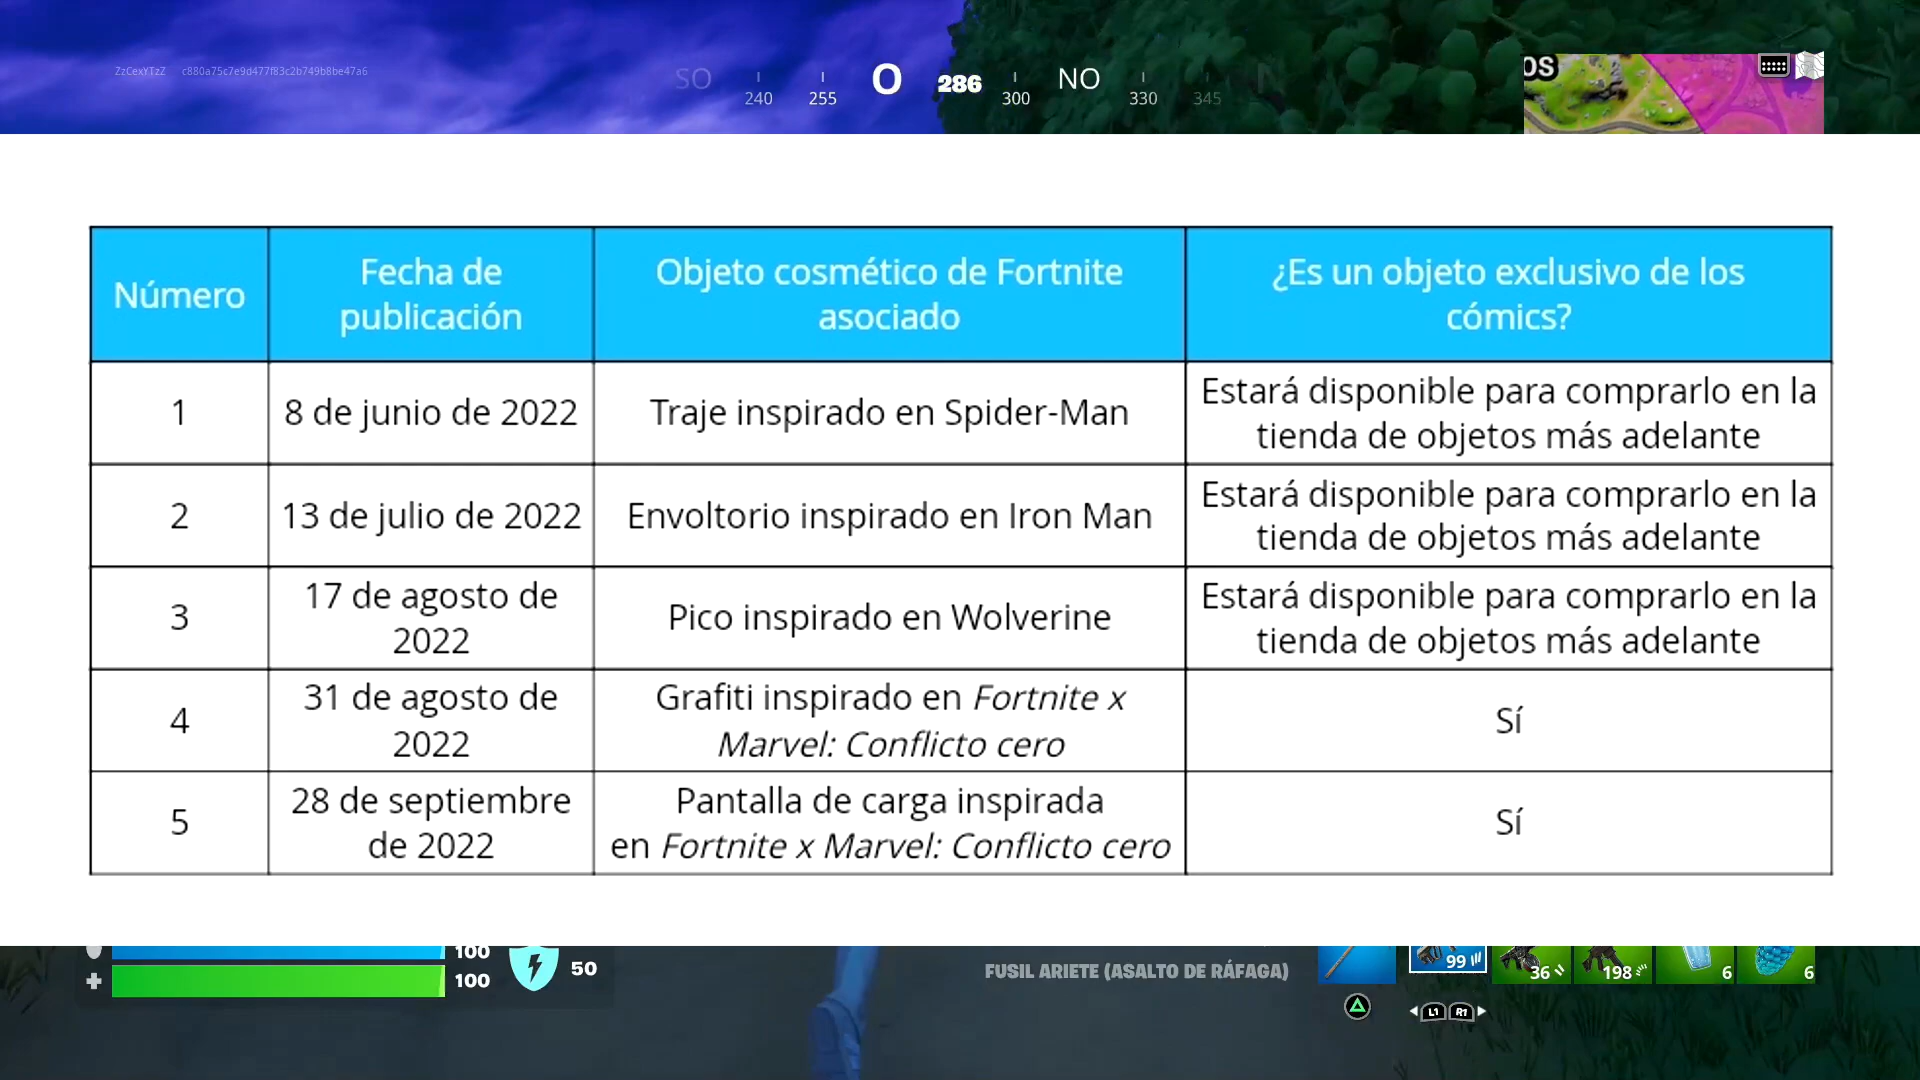 ZzCexYTzZ c880a75c7e9d477f83c2b749b8be47a6
SO 240 255 O 286 300 NO 330 345 N
OS
Número
Fecha de
publicación
Objeto cosmético de Fortnite
asociado
¿Es un objeto exclusivo de los
cómics?
1
8 de junio de 2022
Traje inspirado en Spider-Man
Estará disponible para comprarlo en la
tienda de objetos más adelante
2
13 de julio de 2022
Envoltorio inspirado en Iron Man
Estará disponible para comprarlo en la
tienda de objetos más adelante
3
17 de agosto de
2022
Pico inspirado en Wolverine
Estará disponible para comprarlo en la
tienda de objetos más adelante
4
31 de agosto de
2022
Grafiti inspirado en Fortnite x
Marvel: Conflicto cero
Sí
5
28 de septiembre
de 2022
Pantalla de carga inspirada
en Fortnite x Marvel: Conflicto cero
Sí
100
100
50
FUSIL ARIETE (ASALTO DE RÁFAGA)
99 36 198 6 6
L1 R1